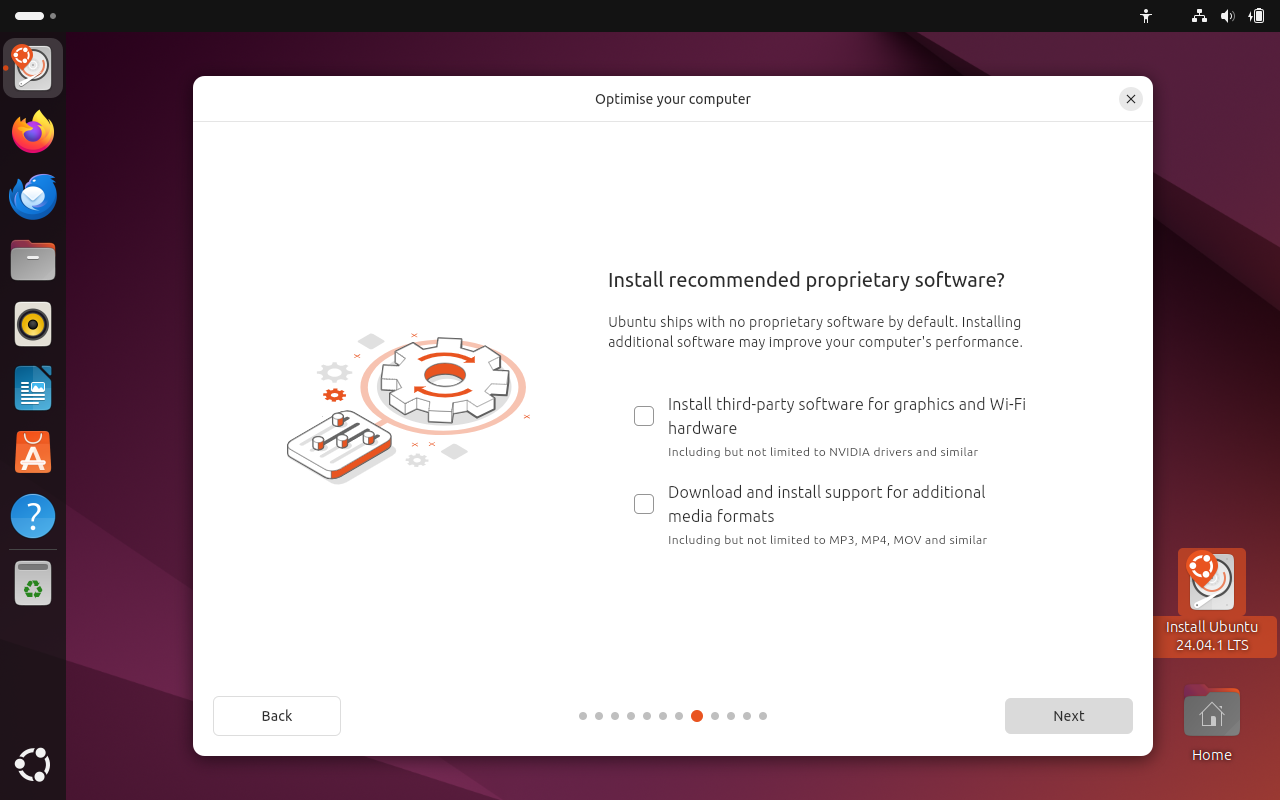 Optimise your computer
Install recommended proprietary software?
Ubuntu ships with no proprietary software by default. Installing
additional software may improve your computer's performance.
Install third-party software for graphics and Wi-Fi
hardware
Including but not limited to NVIDIA drivers and similar
Download and install support for additional
media formats
Including but not limited to MP3, MP4, MOV and similar
Back
Next
Install Ubuntu
24.04.1 LTS
Home